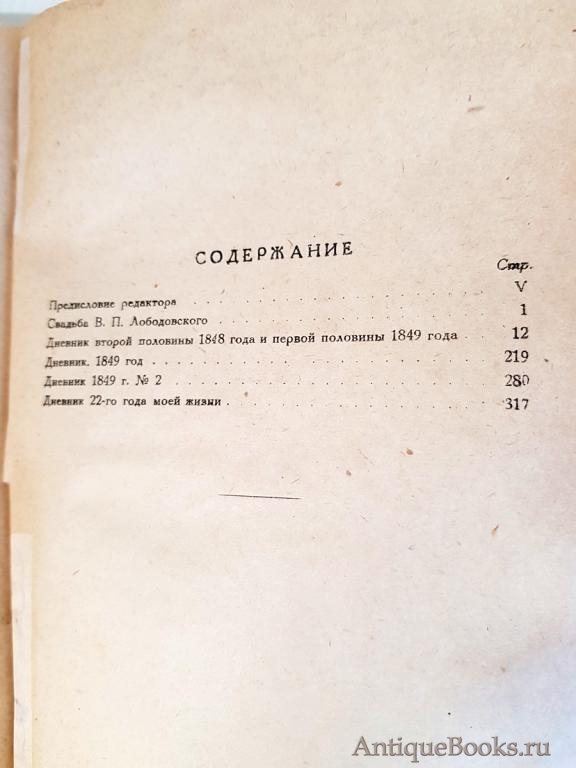 СОДЕРЖАНИЕ
Стр.
Предисловие редактора . . . . . . . . . . . . . . . . V
Свадьба В. П. Лободовского . . . . . . . . . . . . . . 1
Дневник второй половины 1848 года и первой половины 1849 года . 12
Дневник. 1849 год . . . . . . . . . . . . . . . . . . 219
Дневник 1849 г. № 2 . . . . . . . . . . . . . . . . . 280
Дневник 22-го года моей жизни . . . . . . . . . . . . . 317
AntiqueBooks.ru